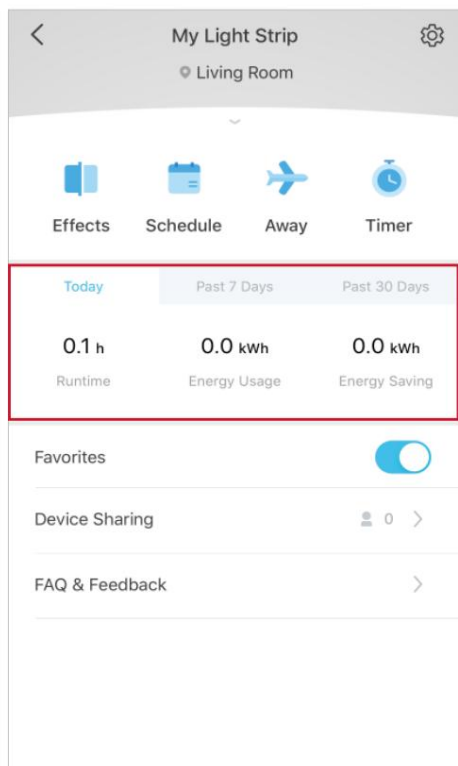 My Light Strip
Living Room
Effects Schedule Away Timer
Today Past 7 Days Past 30 Days
0.1 h 0.0 kWh 0.0 kWh
Runtime Energy Usage Energy Saving
Favorites
Device Sharing 0
FAQ & Feedback